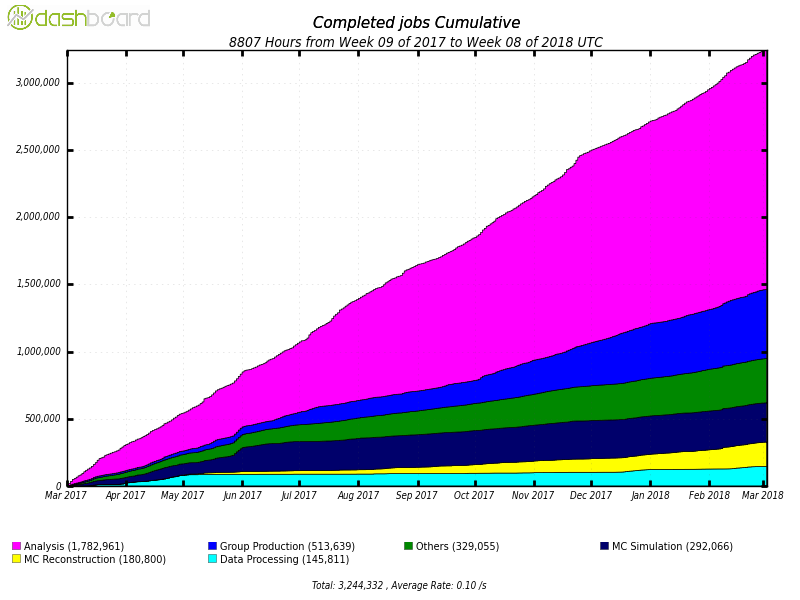 dashboard
Completed jobs Cumulative
8807 Hours from Week 09 of 2017 to Week 08 of 2018 UTC
3,000,000
2,500,000
2,000,000
1,500,000
1,000,000
500,000
0
Mar 2017 Apr 2017 May 2017 Jun 2017 Jul 2017 Aug 2017 Sep 2017 Oct 2017 Nov 2017 Dec 2017 Jan 2018 Feb 2018 Mar 2018
Analysis (1,782,961) Group Production (513,639) Others (329,055) MC Simulation (292,066)
MC Reconstruction (180,800) Data Processing (145,811)
Total: 3,244,332 , Average Rate: 0.10 /s